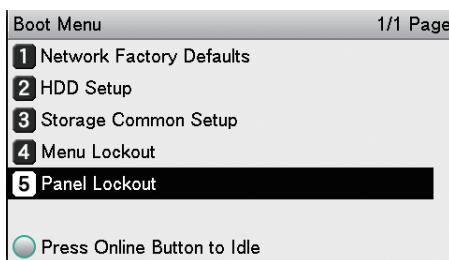 Boot Menu 1/1 Page
1 Network Factory Defaults
2 HDD Setup
3 Storage Common Setup
4 Menu Lockout
5 Panel Lockout
Press Online Button to Idle